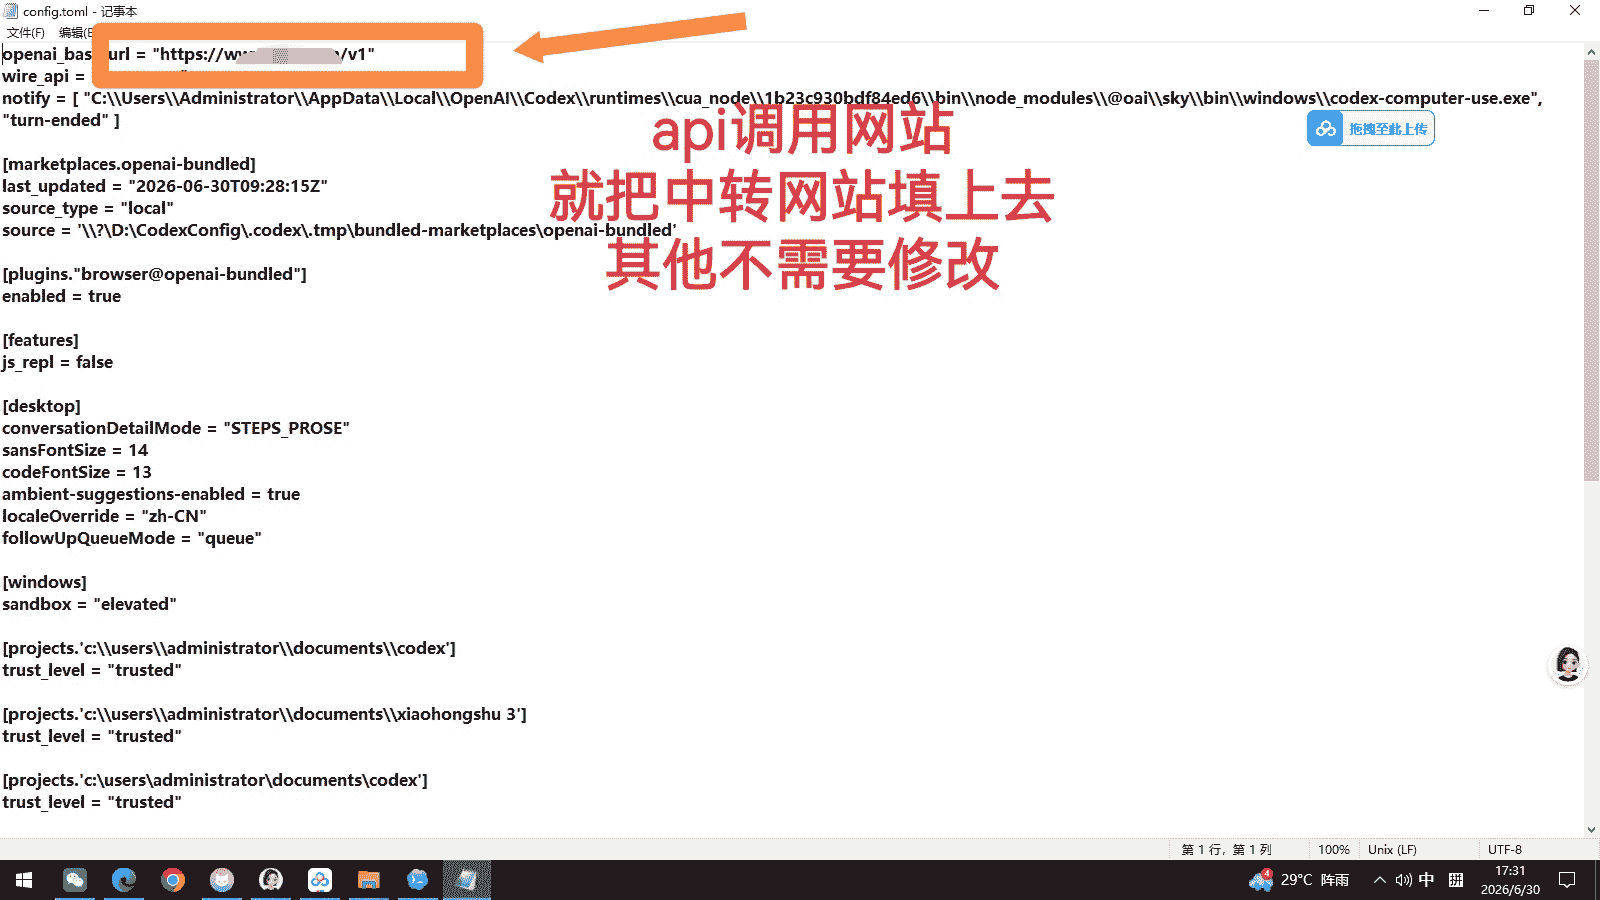 config.toml - 记事本
文件(F) 编辑(E
openai_bas url = "https://ww /v1"
wire_api =
notify = [ "C:\\Users\\Administrator\\AppData\\Local\\OpenAI\\Codex\\runtimes\\cua_node\\1b23c930bdf84ed6\\bin\\node_modules\\@oai\\sky\\bin\\windows\\codex-computer-use.exe",
"turn-ended" ]
api调用网站
拖拽至此上传
就把中转网站填上去
其他不需要修改
[marketplaces.openai-bundled]
last_updated = "2026-06-30T09:28:15Z"
source_type = "local"
source = '\\?\D:\CodexConfig\.codex\.tmp\bundled-marketplaces\openai-bundled'
[plugins."browser@openai-bundled"]
enabled = true
[features]
js_repl = false
[desktop]
conversationDetailMode = "STEPS_PROSE"
sansFontSize = 14
codeFontSize = 13
ambient-suggestions-enabled = true
localeOverride = "zh-CN"
followUpQueueMode = "queue"
[windows]
sandbox = "elevated"
[projects.'c:\\users\\administrator\\documents\\codex']
trust_level = "trusted"
[projects.'c:\\users\\administrator\\documents\\xiaohongshu 3']
trust_level = "trusted"
[projects.'c:\users\administrator\documents\codex']
trust_level = "trusted"
第 1 行，第 1 列 100% Unix (LF) UTF-8
4 29°C 阵雨 中 拼 17:31
2026/6/30